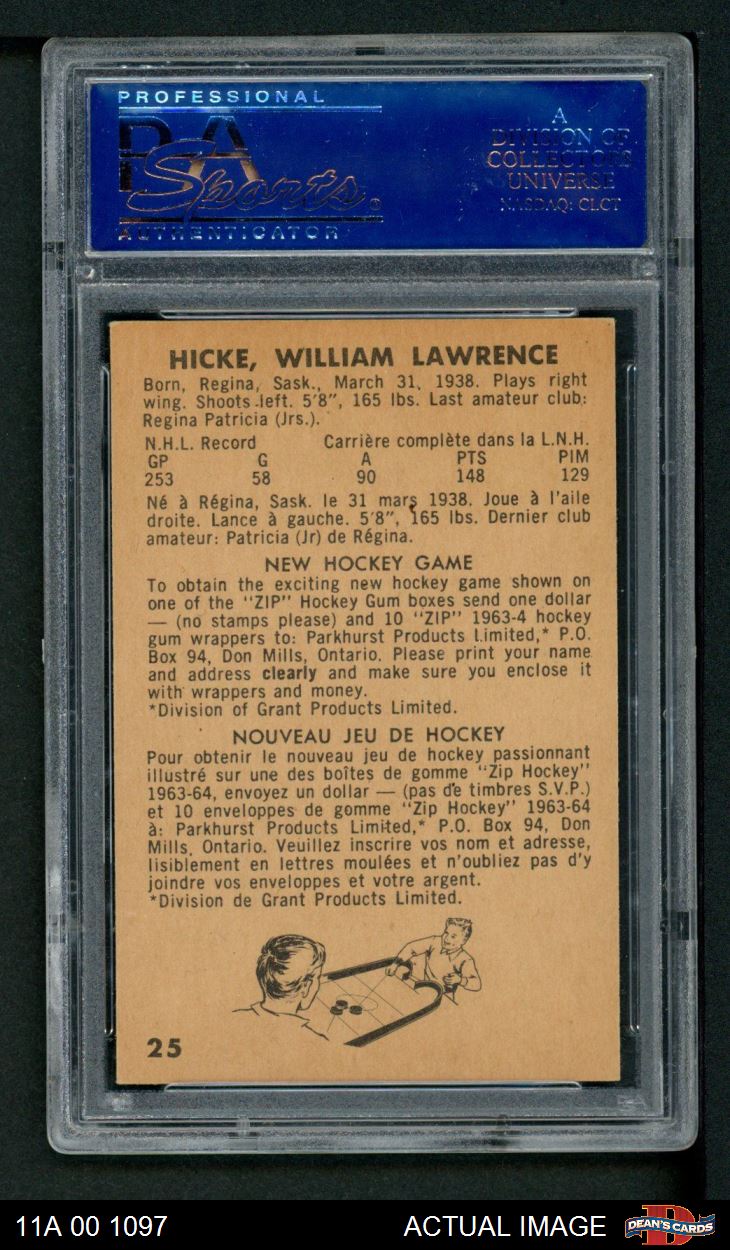 PROFESSIONAL
PSA
Sports®
AUTHENTICATOR
A
DIVISION OF
COLLECTORS
UNIVERSE
NASDAQ: CLCT
HICKE, WILLIAM LAWRENCE
Born, Regina, Sask., March 31, 1938. Plays right
wing. Shoots left. 5'8", 165 lbs. Last amateur club:
Regina Patricia (Jrs.).
N.H.L. Record Carrière complète dans la L.N.H.
GP G A PTS PIM
253 58 90 148 129
Né à Régina, Sask. le 31 mars 1938. Joue à l'aile
droite. Lance à gauche. 5'8", 165 lbs. Dernier club
amateur: Patricia (Jr) de Régina.
NEW HOCKEY GAME
To obtain the exciting new hockey game shown on
one of the "ZIP" Hockey Gum boxes send one dollar
— (no stamps please) and 10 "ZIP" 1963-4 hockey
gum wrappers to: Parkhurst Products Limited,* P.O.
Box 94, Don Mills, Ontario. Please print your name
and address clearly and make sure you enclose it
with wrappers and money.
*Division of Grant Products Limited.
NOUVEAU JEU DE HOCKEY
Pour obtenir le nouveau jeu de hockey passionnant
illustré sur une des boîtes de gomme "Zip Hockey"
1963-64, envoyez un dollar — (pas de timbres S.V.P.)
et 10 enveloppes de gomme "Zip Hockey" 1963-64
à: Parkhurst Products Limited,* P.O. Box 94, Don
Mills, Ontario. Veuillez inscrire vos nom et adresse,
lisiblement en lettres moulées et n'oubliez pas d'y
joindre vos enveloppes et votre argent.
*Division de Grant Products Limited.
25
11A 00 1097 ACTUAL IMAGE DEAN'S CARDS